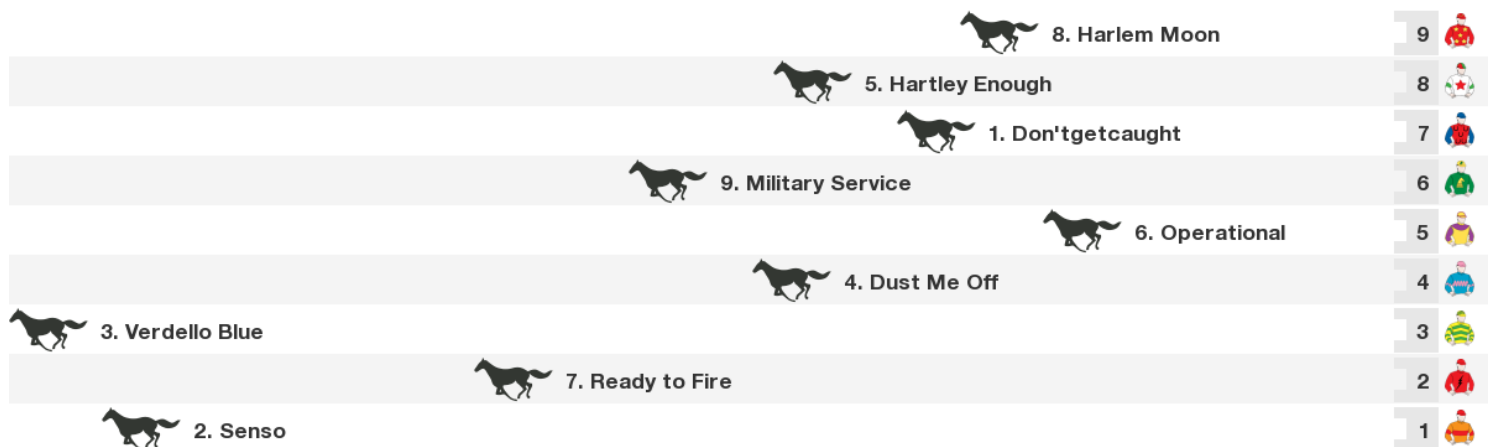 8. Harlem Moon 9
5. Hartley Enough 8
1. Don'tgetcaught 7
9. Military Service 6
6. Operational 5
4. Dust Me Off 4
3. Verdello Blue 3
7. Ready to Fire 2
2. Senso 1